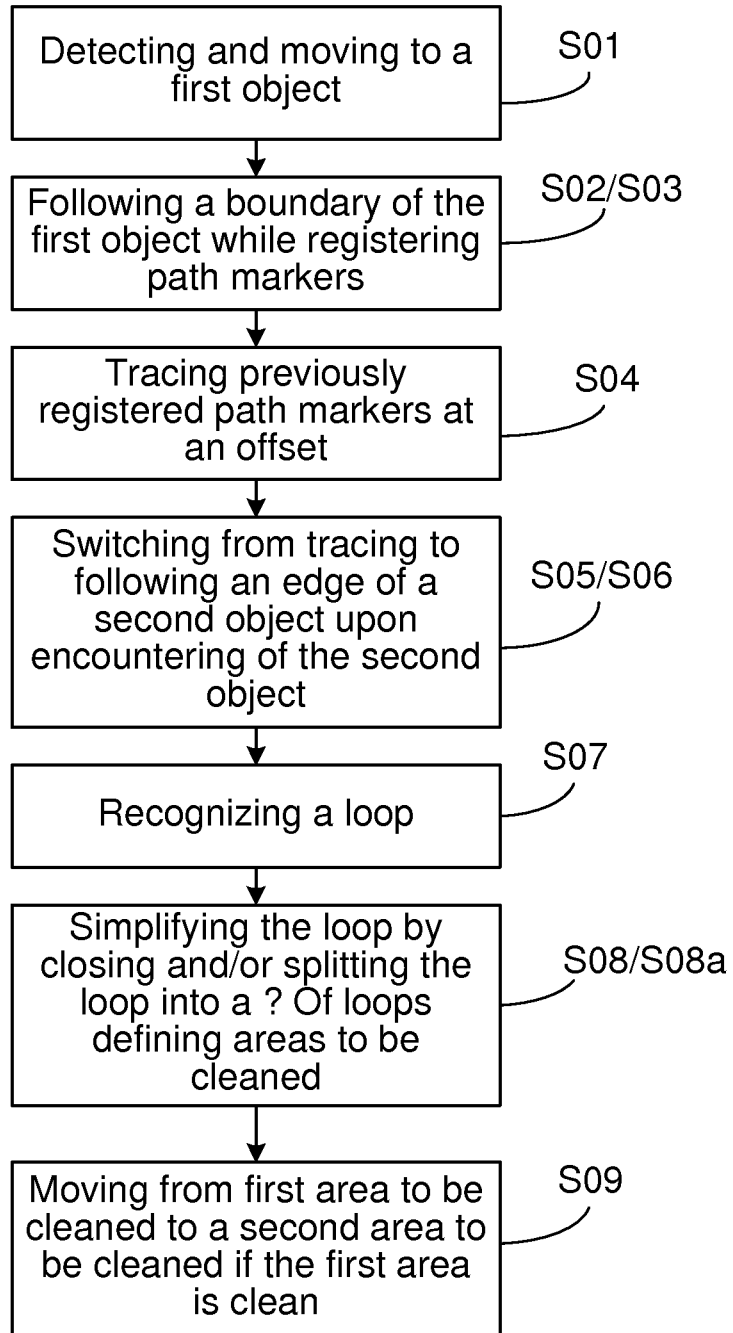 Detecting and moving to a
first object
S01
Following a boundary of the
first object while registering
path markers
S02/S03
Tracing previously
registered path markers at
an offset
S04
Switching from tracing to
following an edge of a
second object upon
encountering of the second
object
S05/S06
Recognizing a loop
S07
Simplifying the loop by
closing and/or splitting the
loop into a ? Of loops
defining areas to be
cleaned
S08/S08a
Moving from first area to be
cleaned to a second area to
be cleaned if the first area
is clean
S09